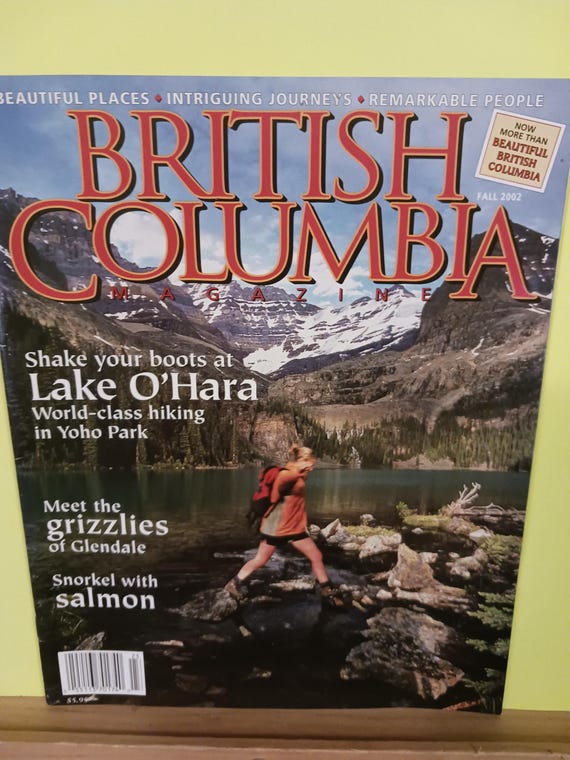 BEAUTIFUL PLACES ♦ INTRIGUING JOURNEYS ♦ REMARKABLE PEOPLE
BRITISH
COLUMBIA
MAGAZINE
NOW
MORE THAN
BEAUTIFUL
BRITISH
COLUMBIA
FALL 2002
Shake your boots at
Lake O'Hara
World-class hiking
in Yoho Park
Meet the
grizzlies
of Glendale
Snorkel with
salmon